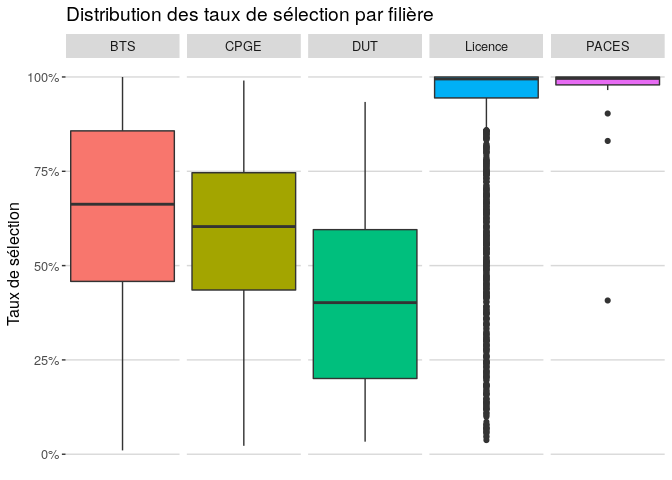 Distribution des taux de sélection par filière
BTS CPGE DUT Licence PACES
100%
75%
50%
25%
0%
Taux de sélection